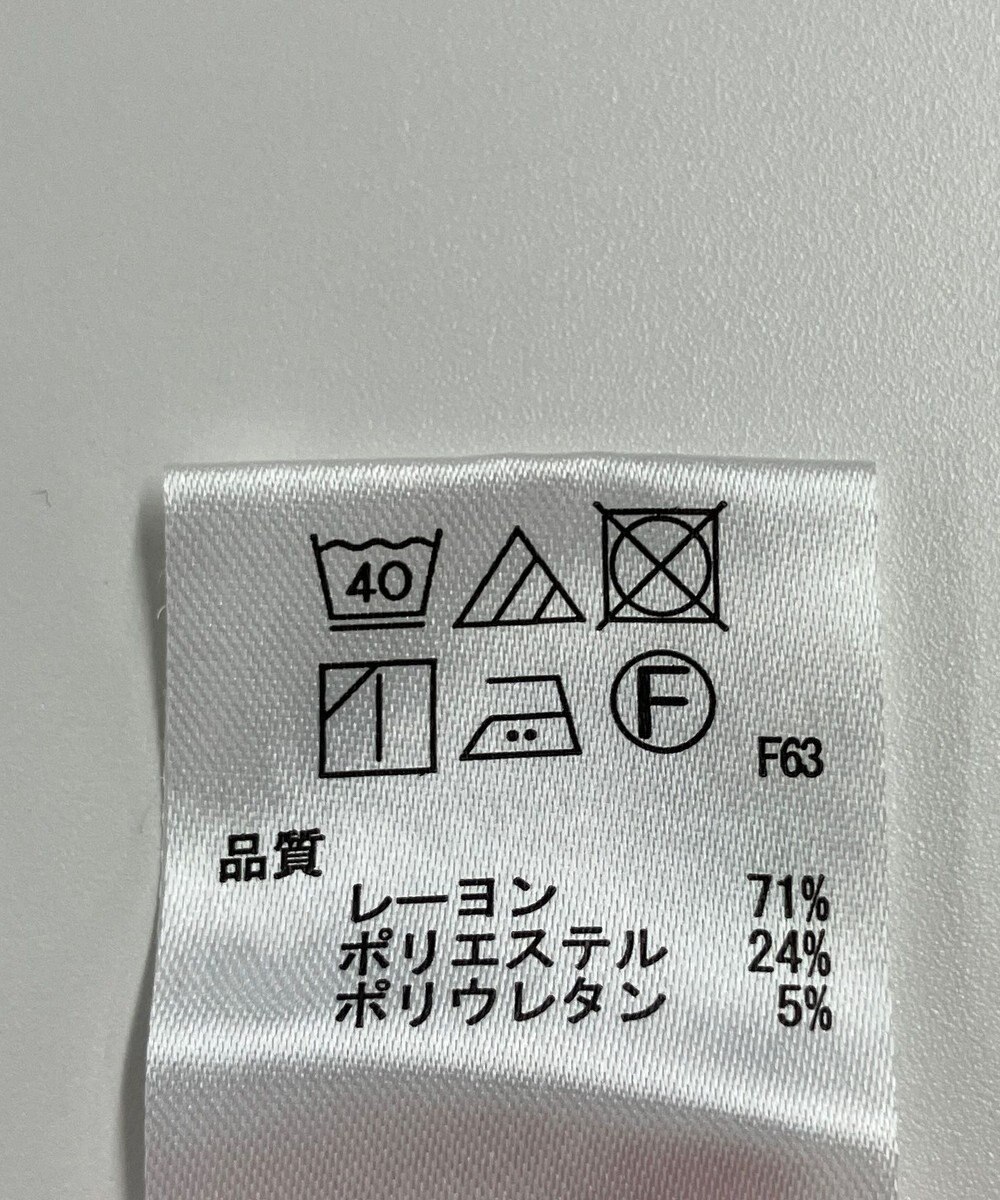 40
F
F63
品質
レーヨン 71%
ポリエステル 24%
ポリウレタン 5%